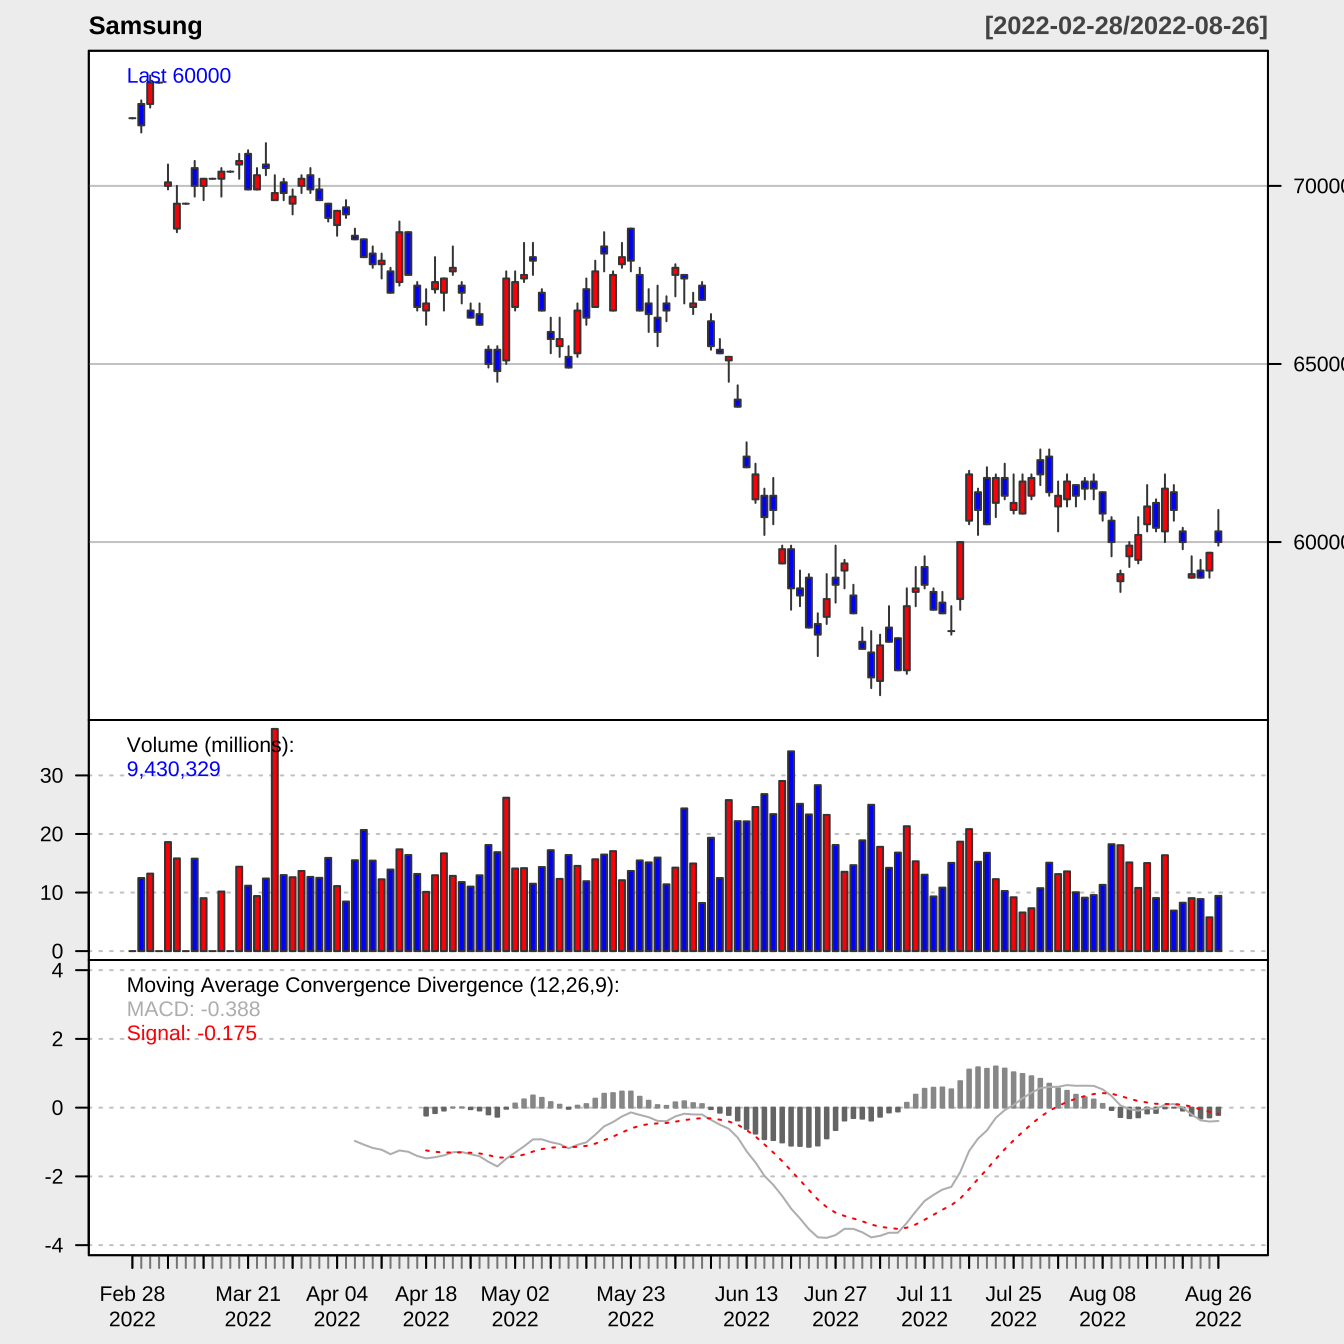 Samsung [2022-02-28/2022-08-26]
Last 60000
70000
65000
60000
Volume (millions):
9,430,329
30
20
10
0
Moving Average Convergence Divergence (12,26,9):
MACD: -0.388
Signal: -0.175
4
2
0
-2
-4
Feb 28 Mar 21 Apr 04 Apr 18 May 02 May 23 Jun 13 Jun 27 Jul 11 Jul 25 Aug 08 Aug 26
2022 2022 2022 2022 2022 2022 2022 2022 2022 2022 2022 2022